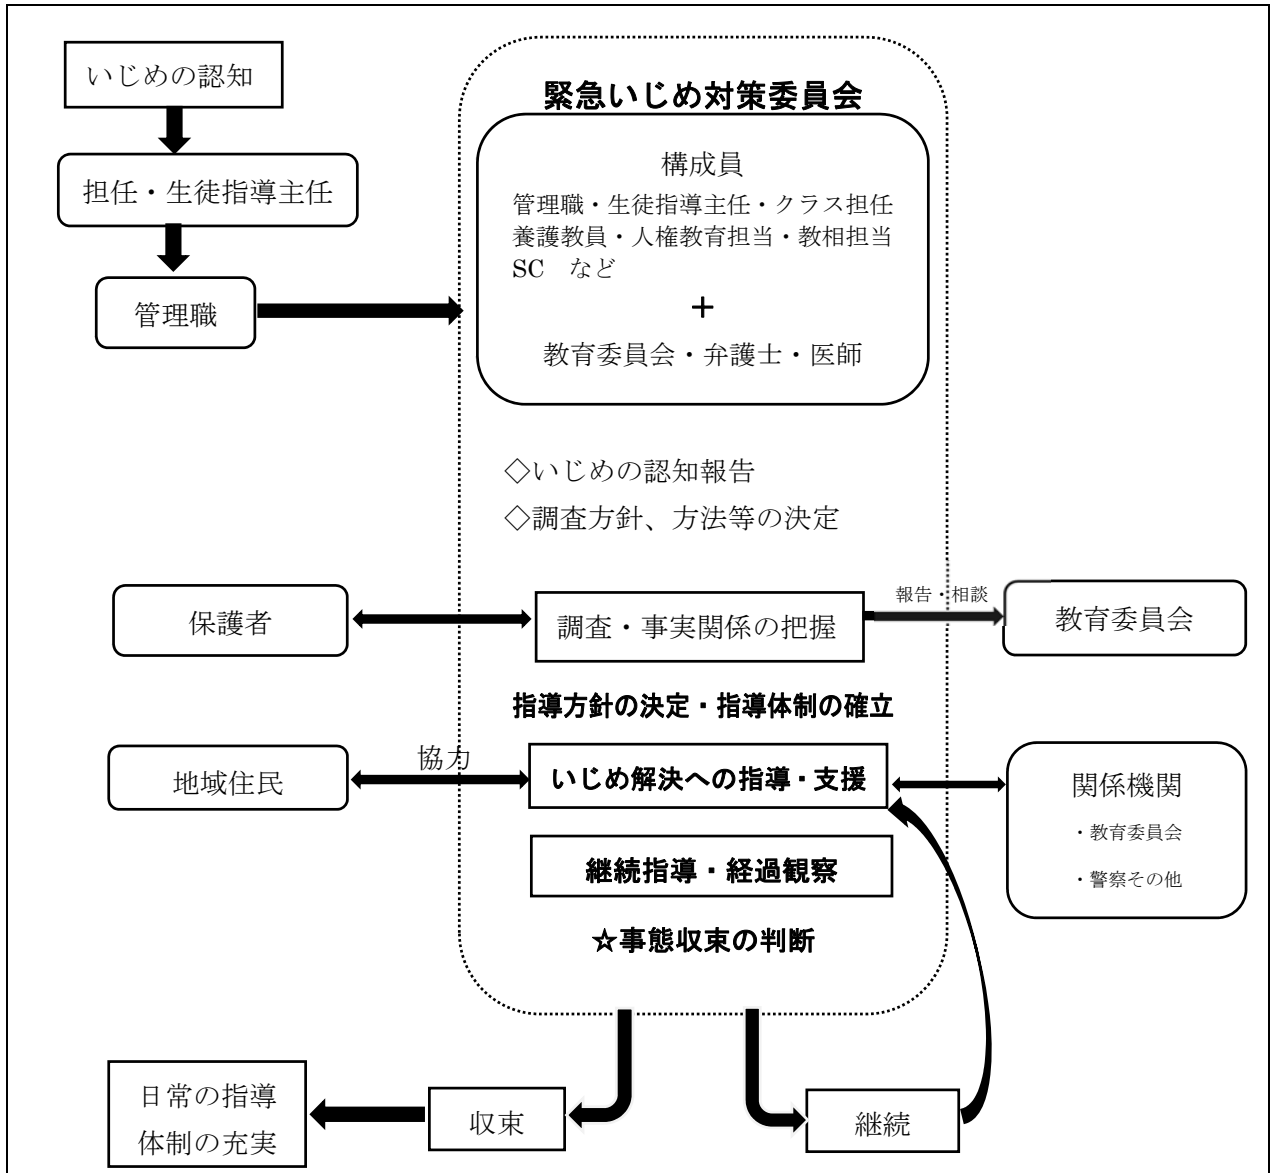 いじめの認知
担任・生徒指導主任
管理職
緊急いじめ対策委員会
構成員
管理職・生徒指導主任・クラス担任
養護教員・人権教育担当・教相担当
SC　など
＋
教育委員会・弁護士・医師
◇いじめの認知報告
◇調査方針、方法等の決定
保護者
調査・事実関係の把握
報告・相談
教育委員会
指導方針の決定・指導体制の確立
地域住民
協力
いじめ解決への指導・支援
関係機関
・教育委員会
・警察その他
継続指導・経過観察
☆事態収束の判断
日常の指導
体制の充実
収束
継続